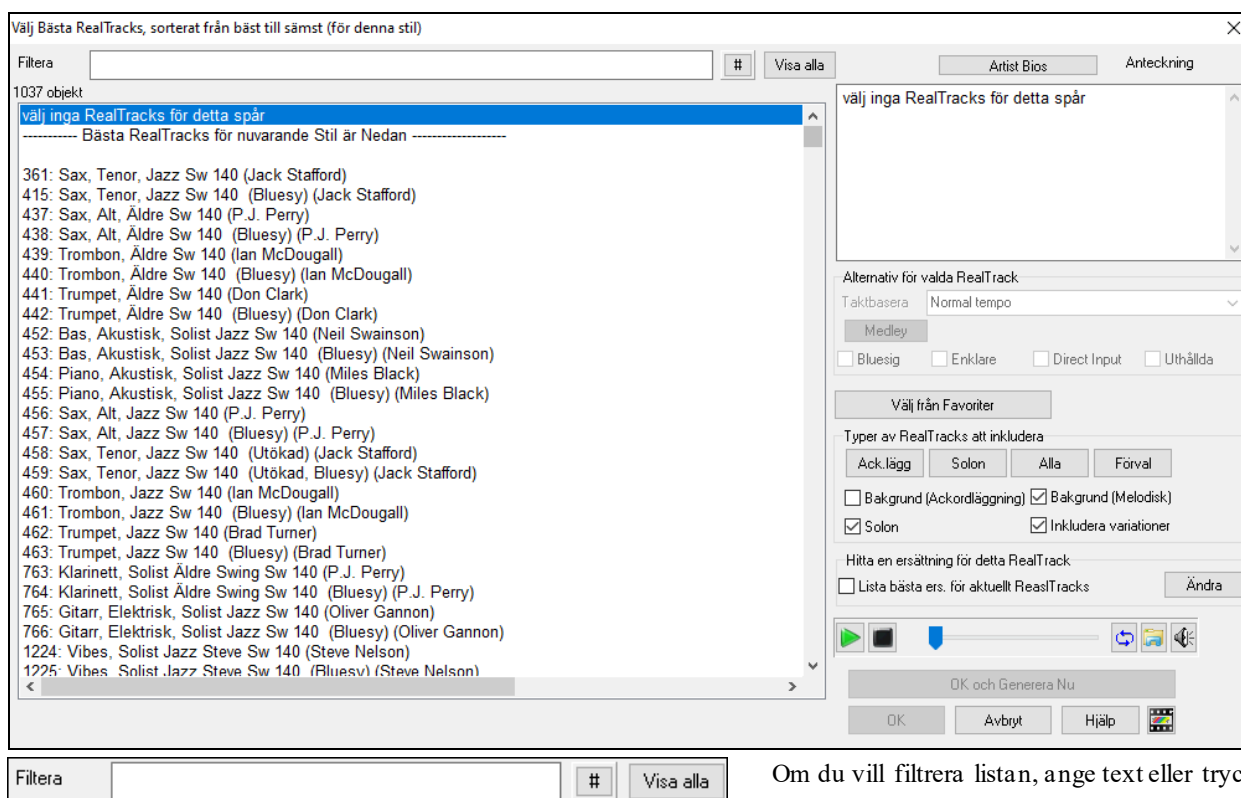 Välj Bästa RealTracks, sorterat från bäst till sämst (för denna stil)
Filtera
#
Visa alla
Artist Bios
Anteckning
1037 objekt
välj inga RealTracks för detta spår
----------- Bästa RealTracks för nuvarande Stil är Nedan -------------------
361: Sax, Tenor, Jazz Sw 140 (Jack Stafford)
415: Sax, Tenor, Jazz Sw 140 (Bluesy) (Jack Stafford)
437: Sax, Alt, Äldre Sw 140 (P.J. Perry)
438: Sax, Alt, Äldre Sw 140 (Bluesy) (P.J. Perry)
439: Trombon, Äldre Sw 140 (Ian McDougall)
440: Trombon, Äldre Sw 140 (Bluesy) (Ian McDougall)
441: Trumpet, Äldre Sw 140 (Don Clark)
442: Trumpet, Äldre Sw 140 (Bluesy) (Don Clark)
452: Bas, Akustisk, Solist Jazz Sw 140 (Neil Swainson)
453: Bas, Akustisk, Solist Jazz Sw 140 (Bluesy) (Neil Swainson)
454: Piano, Akustisk, Solist Jazz Sw 140 (Miles Black)
455: Piano, Akustisk, Solist Jazz Sw 140 (Bluesy) (Miles Black)
456: Sax, Alt, Jazz Sw 140 (P.J. Perry)
457: Sax, Alt, Jazz Sw 140 (Bluesy) (P.J. Perry)
458: Sax, Tenor, Jazz Sw 140 (Utökad) (Jack Stafford)
459: Sax, Tenor, Jazz Sw 140 (Utökad, Bluesy) (Jack Stafford)
460: Trombon, Jazz Sw 140 (Ian McDougall)
461: Trombon, Jazz Sw 140 (Bluesy) (Ian McDougall)
462: Trumpet, Jazz Sw 140 (Brad Turner)
463: Trumpet, Jazz Sw 140 (Bluesy) (Brad Turner)
763: Klarinett, Solist Äldre Swing Sw 140 (P.J. Perry)
764: Klarinett, Solist Äldre Swing Sw 140 (Bluesy) (P.J. Perry)
765: Gitarr, Elektrisk, Solist Jazz Sw 140 (Oliver Gannon)
766: Gitarr, Elektrisk, Solist Jazz Sw 140 (Bluesy) (Oliver Gannon)
1224: Vibes, Solist Jazz Steve Sw 140 (Steve Nelson)
1225: Vibes, Solist Jazz Steve Sw 140 (Bluesy) (Steve Nelson)
välj inga RealTracks för detta spår
Alternativ för valda RealTrack
Taktbasera
Normal tempo
Medley
Bluesig
Enklare
Direct Input
Uthållda
Välj från Favoriter
Typer av RealTracks att inkludera
Ack.lägg
Solon
Alla
Förval
Bakgrund (Ackordläggning)
Bakgrund (Melodisk)
Solon
Inkludera variationer
Hitta en ersättning för detta RealTrack
Lista bästa ers. för aktuellt ReaslTracks
Ändra
OK och Generera Nu
OK
Avbryt
Hjälp
Filtera
#
Visa alla
Om du vill filtrera listan, ange text eller tryc